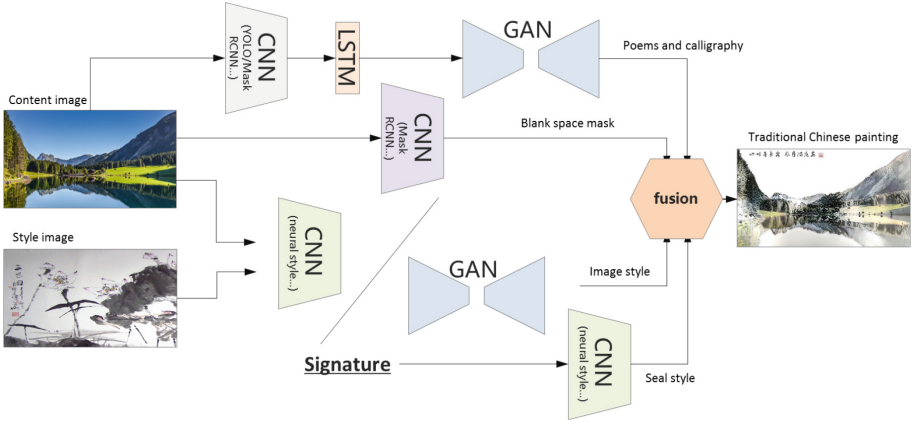 CNN
(YOLO/Mask
RCNN...)
LSTM
GAN
Poems and calligraphy
Content image
CNN
(Mask
RCNN...)
Blank space mask
Traditional Chinese painting
fusion
Style image
CNN
(neural style...)
GAN
Image style
Signature
CNN
(neural style...)
Seal style